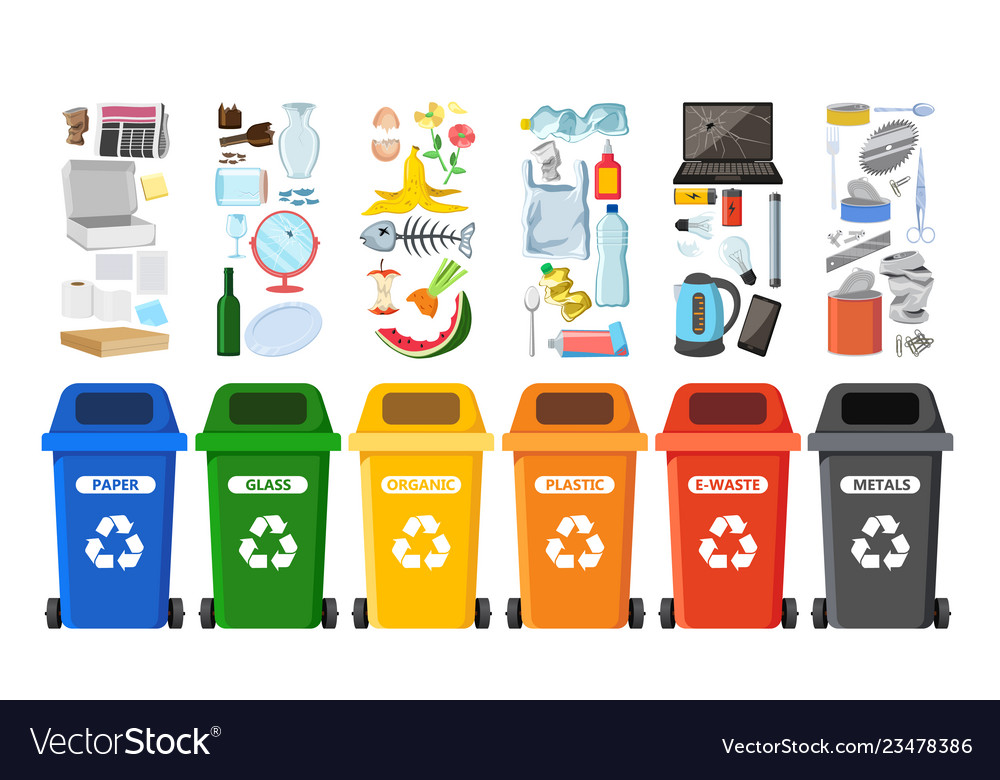 PAPER
GLASS
ORGANIC
PLASTIC
E-WASTE
METALS
VectorStock®
VectorStock.com/23478386